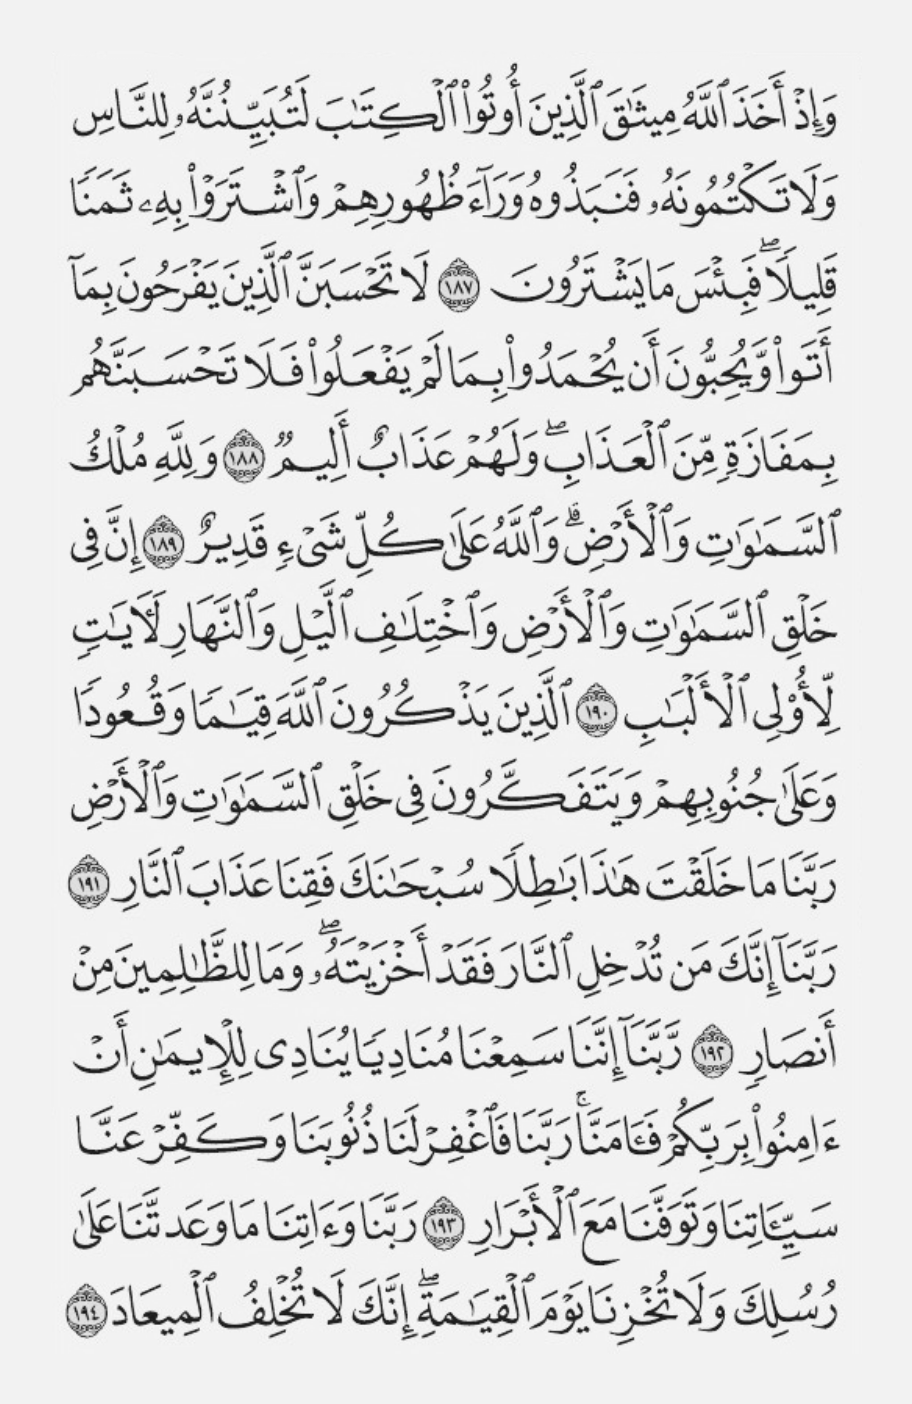 وَإِذْ أَخَذَ ٱللَّهُ مِيثَٰقَ ٱلَّذِينَ أُوتُوا۟ ٱلْكِتَٰبَ لَتُبَيِّنُنَّهُۥ لِلنَّاسِ
وَلَا تَكْتُمُونَهُۥ فَنَبَذُوهُ وَرَآءَ ظُهُورِهِمْ وَٱشْتَرَوْا۟ بِهِۦ ثَمَنًا
قَلِيلًا ۖ فَبِئْسَ مَا يَشْتَرُونَ ١٨٧ لَا تَحْسَبَنَّ ٱلَّذِينَ يَفْرَحُونَ بِمَآ
أَتَوا۟ وَّيُحِبُّونَ أَن يُحْمَدُوا۟ بِمَا لَمْ يَفْعَلُوا۟ فَلَا تَحْسَبَنَّهُم
بِمَفَازَةٍ مِّنَ ٱلْعَذَابِ ۖ وَلَهُمْ عَذَابٌ أَلِيمٌ ١٨٨ وَلِلَّهِ مُلْكُ
ٱلسَّمَٰوَٰتِ وَٱلْأَرْضِ ۗ وَٱللَّهُ عَلَىٰ كُلِّ شَىْءٍ قَدِيرٌ ١٨٩ إِنَّ فِى
خَلْقِ ٱلسَّمَٰوَٰتِ وَٱلْأَرْضِ وَٱخْتِلَٰفِ ٱلَّيْلِ وَٱلنَّهَارِ لَـَٔايَٰتٍ
لِّأُو۟لِى ٱلْأَلْبَٰبِ ١٩٠ ٱلَّذِينَ يَذْكُرُونَ ٱللَّهَ قِيَٰمًا وَقُعُودًا
وَعَلَىٰ جُنُوبِهِمْ وَيَتَفَكَّرُونَ فِى خَلْقِ ٱلسَّمَٰوَٰتِ وَٱلْأَرْضِ
رَبَّنَا مَا خَلَقْتَ هَٰذَا بَٰطِلًا سُبْحَٰنَكَ فَقِنَا عَذَابَ ٱلنَّارِ ١٩١
رَبَّنَآ إِنَّكَ مَن تُدْخِلِ ٱلنَّارَ فَقَدْ أَخْزَيْتَهُۥ ۖ وَمَا لِلظَّٰلِمِينَ مِنْ
أَنصَارٍ ١٩٢ رَّبَّنَآ إِنَّنَا سَمِعْنَا مُنَادِيًا يُنَادِى لِلْإِيمَٰنِ أَنْ
ءَامِنُوا۟ بِرَبِّكُمْ فَـَٔامَنَّا ۚ رَبَّنَا فَٱغْفِرْ لَنَا ذُنُوبَنَا وَكَفِّرْ عَنَّا
سَيِّـَٔاتِنَا وَتَوَفَّنَا مَعَ ٱلْأَبْرَارِ ١٩٣ رَبَّنَا وَءَاتِنَا مَا وَعَدتَّنَا عَلَىٰ
رُسُلِكَ وَلَا تُخْزِنَا يَوْمَ ٱلْقِيَٰمَةِ ۖ إِنَّكَ لَا تُخْلِفُ ٱلْمِيعَادَ ١٩٤